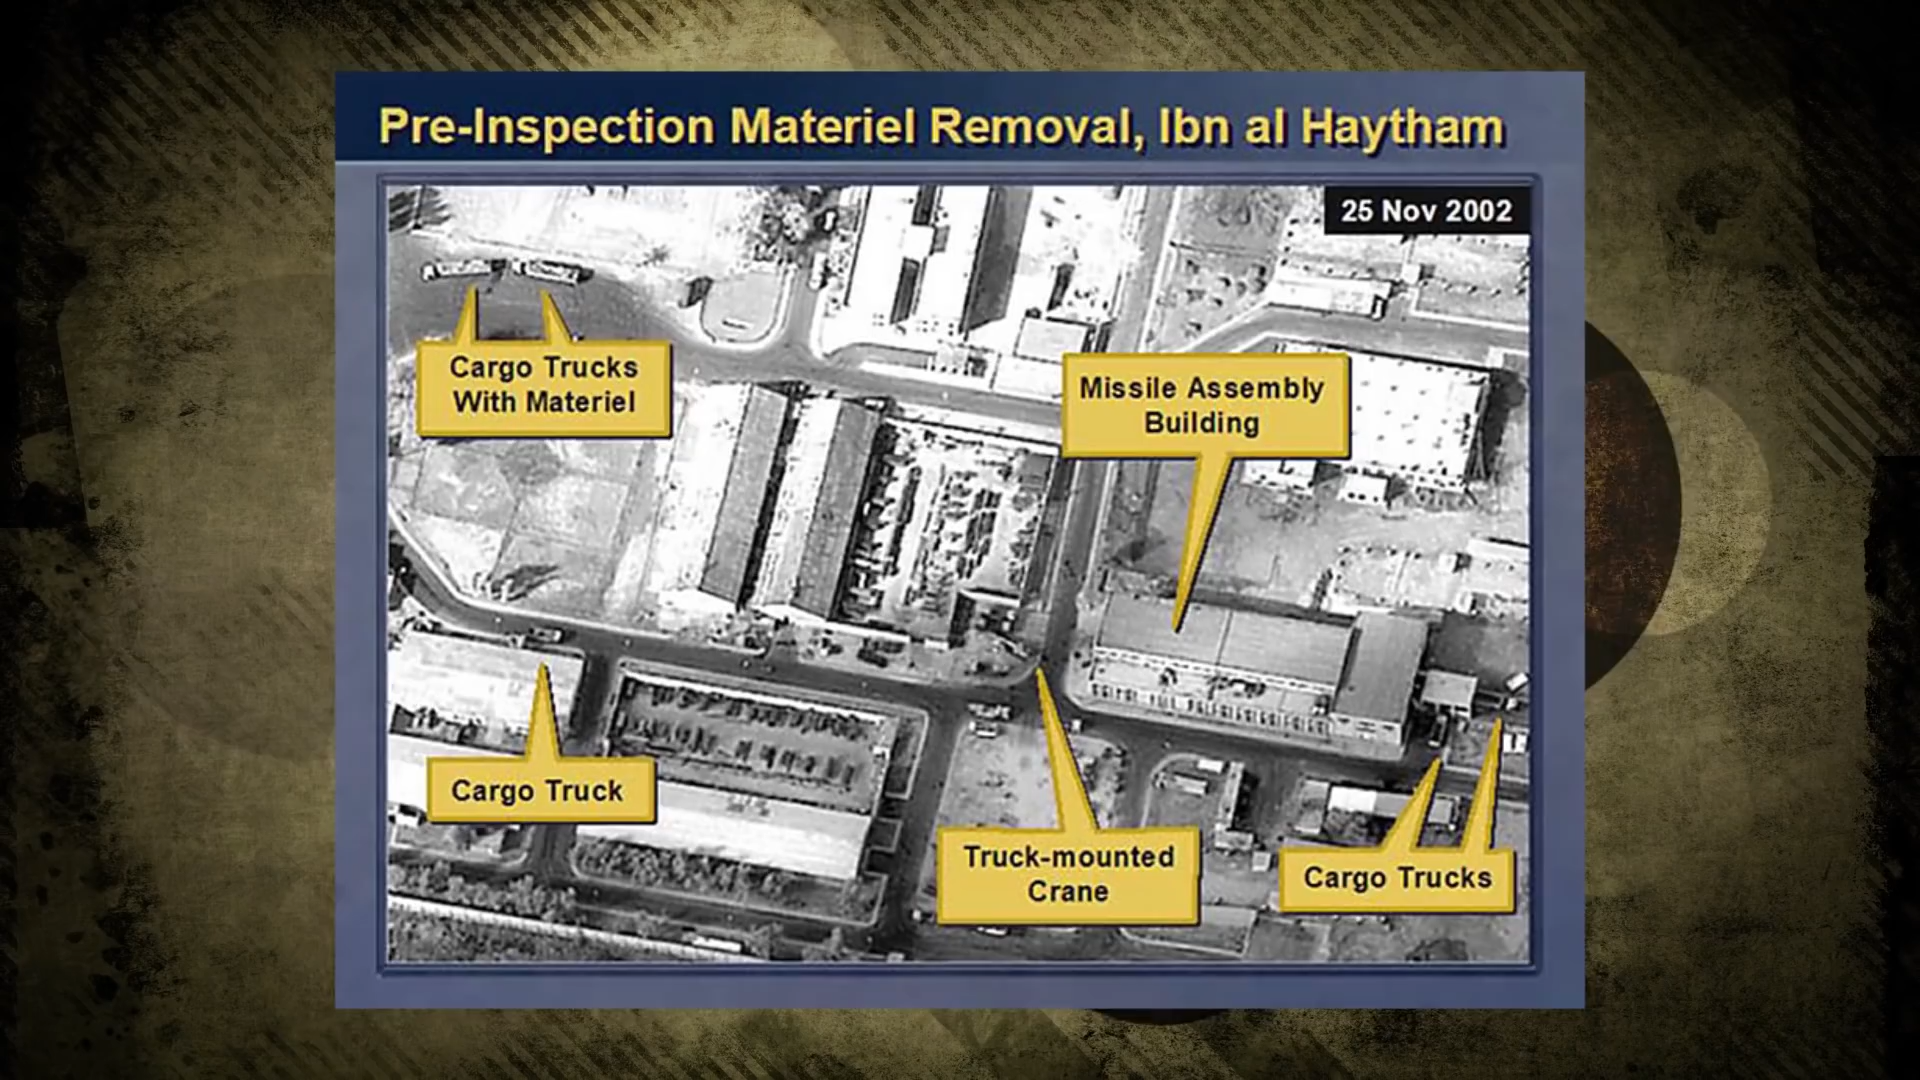 Pre-Inspection Materiel Removal, Ibn al Haytham
25 Nov 2002
Cargo Trucks
With Materiel
Missile Assembly
Building
Cargo Truck
Truck-mounted
Crane
Cargo Trucks